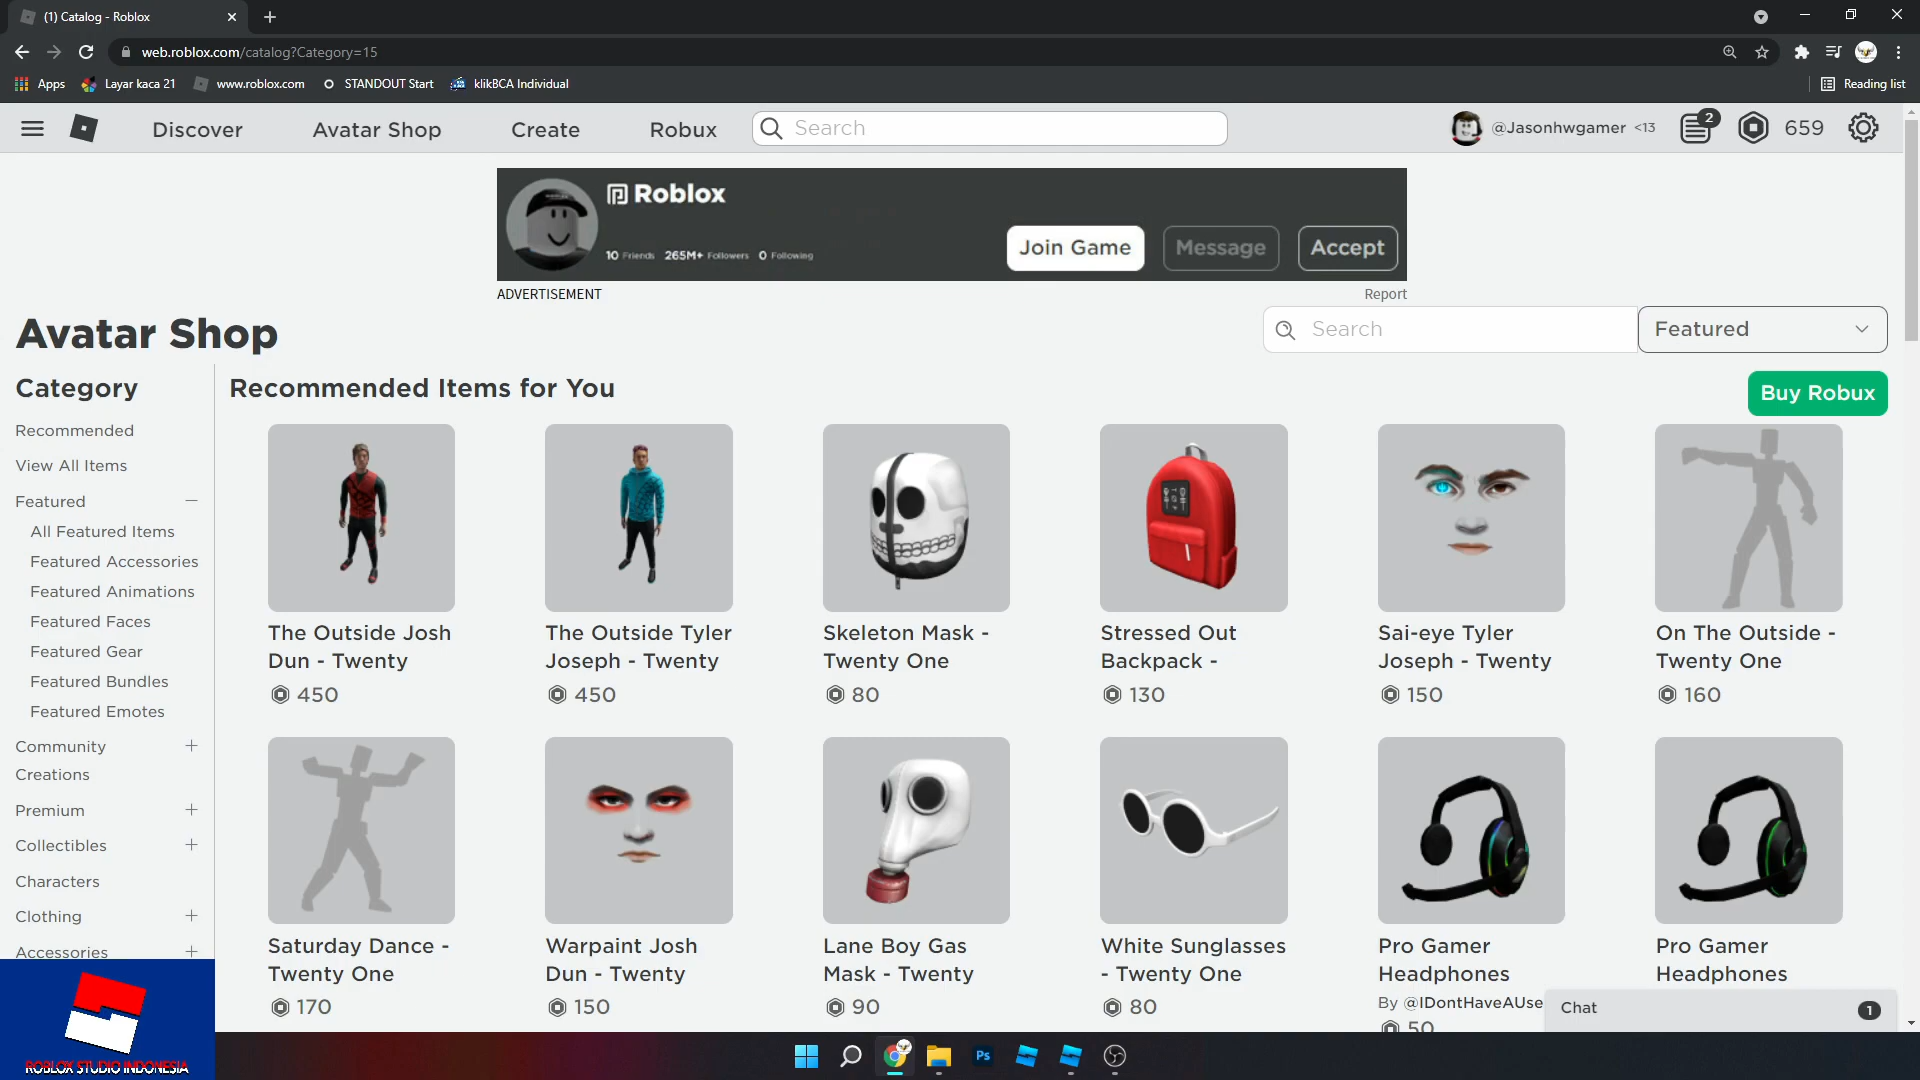 (1) Catalog - Roblox
web.roblox.com/catalog?Category=15
Apps
Layar kaca 21
www.roblox.com
STANDOUT Start
klikBCA Individual
Reading list
Discover
Avatar Shop
Create
Robux
Search
@Jasonhwgamer <13
2
659
Roblox
10 Friends 265M+ Followers 0 Following
Join Game
Message
Accept
ADVERTISEMENT
Report
Avatar Shop
Search
Featured
Category
Recommended
View All Items
Featured
All Featured Items
Featured Accessories
Featured Animations
Featured Faces
Featured Gear
Featured Bundles
Featured Emotes
Community
Creations
Premium
Collectibles
Characters
Clothing
Accessories
Recommended Items for You
Buy Robux
The Outside Josh
Dun - Twenty
450
The Outside Tyler
Joseph - Twenty
450
Skeleton Mask -
Twenty One
80
Stressed Out
Backpack -
130
Sai-eye Tyler
Joseph - Twenty
150
On The Outside -
Twenty One
160
Saturday Dance -
Twenty One
170
Warpaint Josh
Dun - Twenty
150
Lane Boy Gas
Mask - Twenty
90
White Sunglasses
- Twenty One
80
Pro Gamer
Headphones
By @IDontHaveAUse
50
Pro Gamer
Headphones
Chat
1
ROBLOX STUDIO INDONESIA
Ps